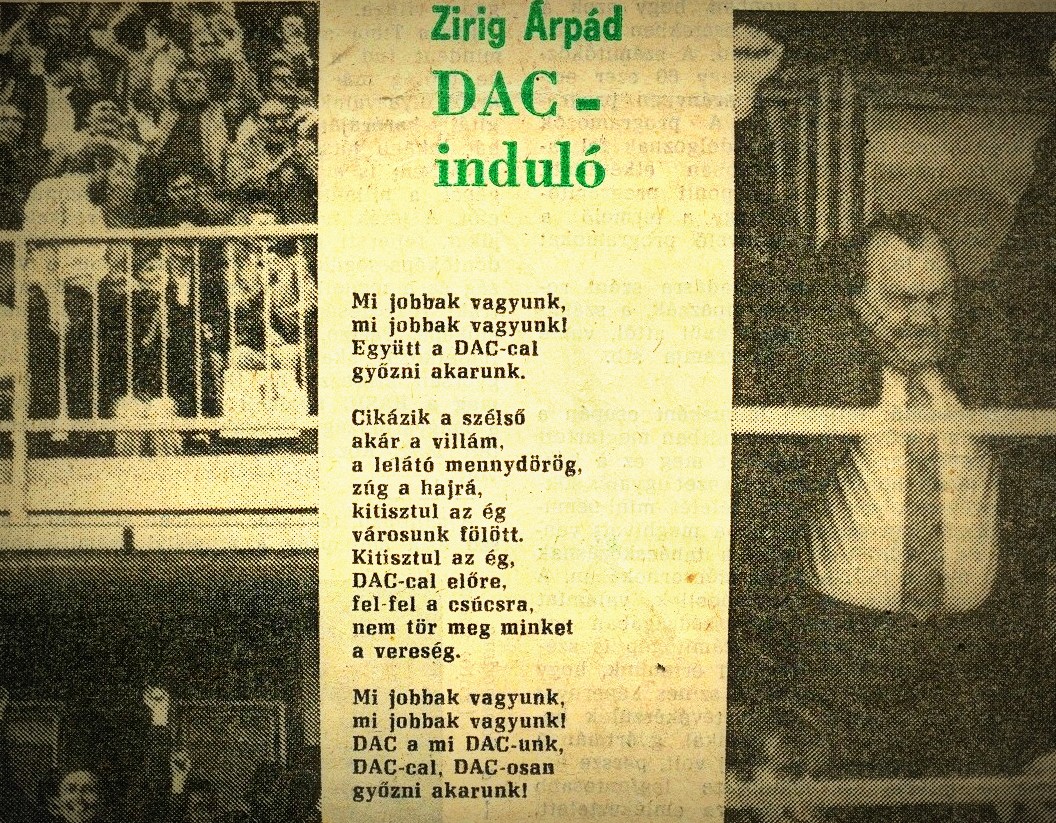 Zirig Árpád
DAC-
induló
Mi jobbak vagyunk,
mi jobbak vagyunk!
Együtt a DAC-cal
győzni akarunk.
Cikázik a szélső
akár a villám,
a lelátó mennydörög,
zúg a hajrá,
kitisztul az ég
városunk fölött.
Kitisztul az ég,
DAC-cal előre,
fel-fel a csúcsra,
nem tör meg minket
a vereség.
Mi jobbak vagyunk,
mi jobbak vagyunk!
DAC a mi DAC-unk,
DAC-cal, DAC-osan
győzni akarunk!